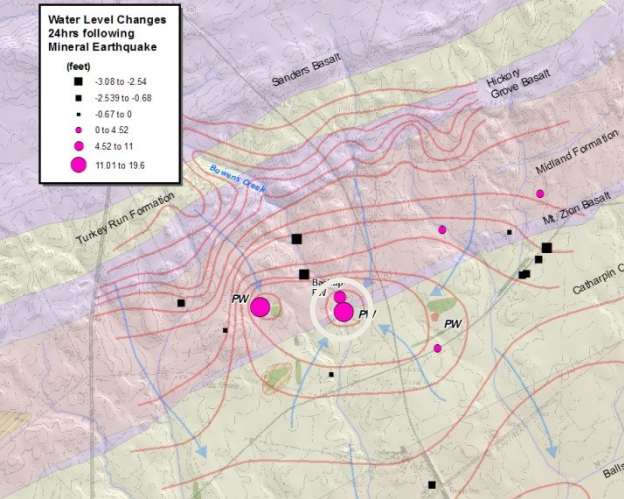 Water Level Changes
24hrs following
Mineral Earthquake
(feet)
-3.08 to -2.54
-2.539 to -0.68
-0.67 to 0
0 to 4.52
4.52 to 11
11.01 to 19.6
Sanders Basalt
Hickory
Grove Basalt
Midland Formation
Bowens Creek
Turkey Run Formation
Mt. Zion Basalt
Catharpin C
PW
PW
PW
Balls